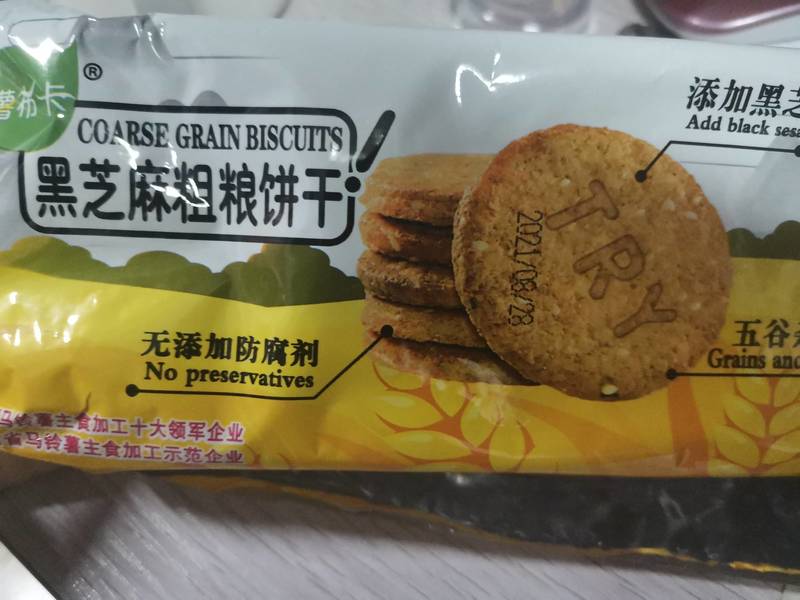 薯
卡
®
COARSE GRAIN BISCUITS
黑芝麻粗粮饼干
添加黑芝
Add black sesa
TRY
2021/08/28
无添加防腐剂
No preservatives
五谷
Grains and
马铃薯主食加工十大领军企业
省马铃薯主食加工示范企业